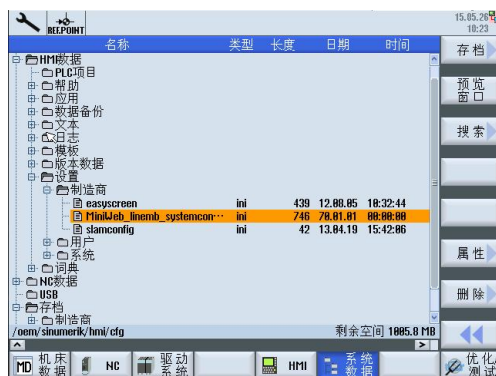 REF.POINT
15.05.26
10:23
名称 类型 长度 日期 时间
HMI数据
PLC项目
帮助
应用
数据备份
文本
日志
模板
版本数据
设置
制造商
easyscreen ini 439 12.08.05 10:32:44
MiniWeb_linemb_systemcon… ini 746 70.01.01 00:00:00
slamconfig ini 42 13.04.19 15:42:06
用户
系统
词典
NC数据
USB
存档
制造商
/oem/sinumerik/hmi/cfg 剩余空间 1005.8 MB
存档
预览窗口
搜索
属性
删除
MD 机床数据
NC
驱动系统
HMI
系统数据
优化/测试